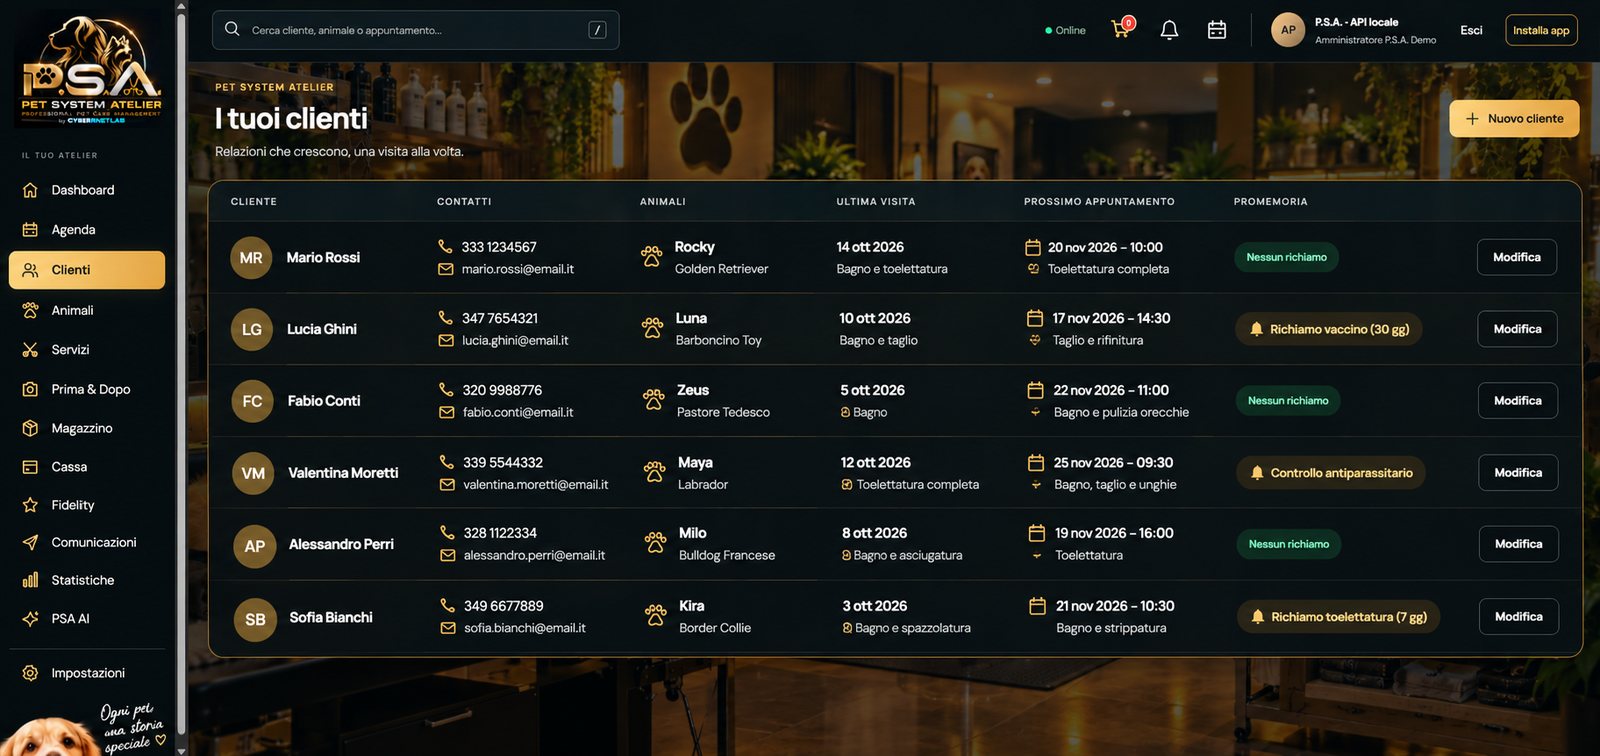 PSA
PET SYSTEM ATELIER
PROFESSIONAL PET CARE MANAGEMENT
by CYBERNETLAB
IL TUO ATELIER
Dashboard
Agenda
Clienti
Animali
Servizi
Prima & Dopo
Magazzino
Cassa
Fidelity
Comunicazioni
Statistiche
PSA AI
Impostazioni
Ogni pet,
una storia
speciale
Cerca cliente, animale o appuntamento...
/
Online
0
AP
P.S.A. - API locale
Amministratore P.S.A. Demo
Esci
Installa app
PET SYSTEM ATELIER
I tuoi clienti
Relazioni che crescono, una visita alla volta.
Nuovo cliente
CLIENTE CONTATTI ANIMALI ULTIMA VISITA PROSSIMO APPUNTAMENTO PROMEMORIA
MR Mario Rossi
333 1234567
mario.rossi@email.it
Rocky
Golden Retriever
14 ott 2026
Bagno e toelettatura
20 nov 2026 – 10:00
Toelettatura completa
Nessun richiamo
Modifica
LG Lucia Ghini
347 7654321
lucia.ghini@email.it
Luna
Barboncino Toy
10 ott 2026
Bagno e taglio
17 nov 2026 – 14:30
Taglio e rifinitura
Richiamo vaccino (30 gg)
Modifica
FC Fabio Conti
320 9988776
fabio.conti@email.it
Zeus
Pastore Tedesco
5 ott 2026
Bagno
22 nov 2026 – 11:00
Bagno e pulizia orecchie
Nessun richiamo
Modifica
VM Valentina Moretti
339 5544332
valentina.moretti@email.it
Maya
Labrador
12 ott 2026
Toelettatura completa
25 nov 2026 – 09:30
Bagno, taglio e unghie
Controllo antiparassitario
Modifica
AP Alessandro Perri
328 1122334
alessandro.perri@email.it
Milo
Bulldog Francese
8 ott 2026
Bagno e asciugatura
19 nov 2026 – 16:00
Toelettatura
Nessun richiamo
Modifica
SB Sofia Bianchi
349 6677889
sofia.bianchi@email.it
Kira
Border Collie
3 ott 2026
Bagno e spazzolatura
21 nov 2026 – 10:30
Bagno e strippatura
Richiamo toelettatura (7 gg)
Modifica